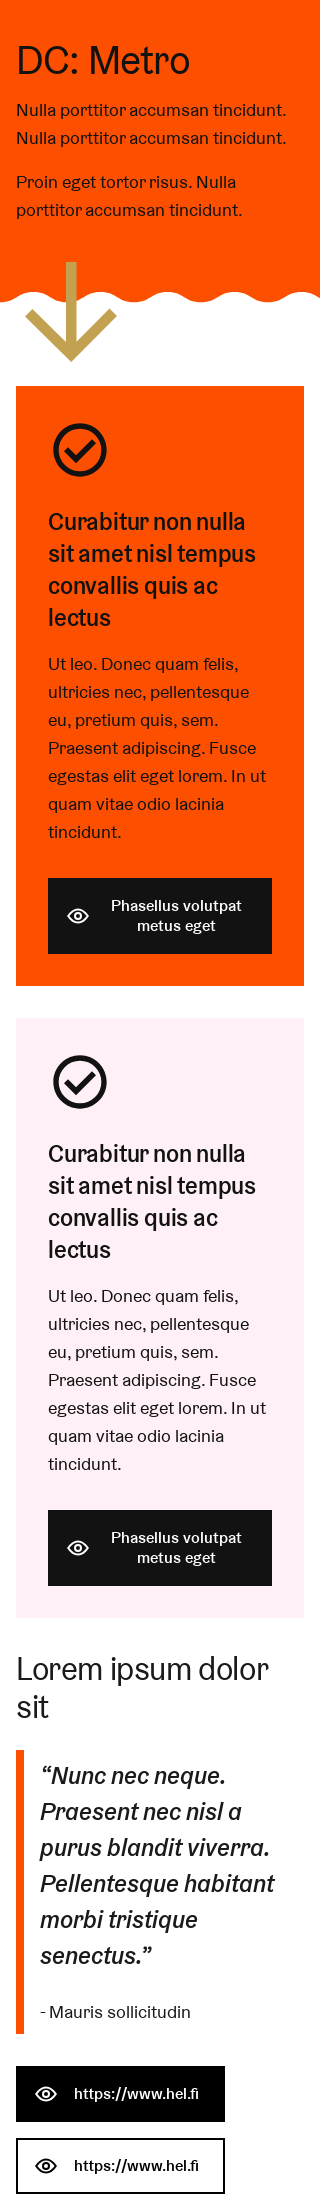 DC: Metro
Nulla porttitor accumsan tincidunt.
Nulla porttitor accumsan tincidunt.
Proin eget tortor risus. Nulla
porttitor accumsan tincidunt.
Curabitur non nulla
sit amet nisl tempus
convallis quis ac
lectus
Ut leo. Donec quam felis,
ultricies nec, pellentesque
eu, pretium quis, sem.
Praesent adipiscing. Fusce
egestas elit eget lorem. In ut
quam vitae odio lacinia
tincidunt.
Phasellus volutpat
metus eget
Curabitur non nulla
sit amet nisl tempus
convallis quis ac
lectus
Ut leo. Donec quam felis,
ultricies nec, pellentesque
eu, pretium quis, sem.
Praesent adipiscing. Fusce
egestas elit eget lorem. In ut
quam vitae odio lacinia
tincidunt.
Phasellus volutpat
metus eget
Lorem ipsum dolor
sit
“Nunc nec neque.
Praesent nec nisl a
purus blandit viverra.
Pellentesque habitant
morbi tristique
senectus.”
- Mauris sollicitudin
https://www.hel.fi
https://www.hel.fi